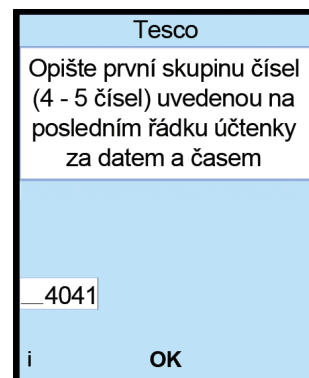 Tesco
Opište první skupinu čísel
(4 - 5 čísel) uvedenou na
posledním řádku účtenky
za datem a časem
__4041
i OK